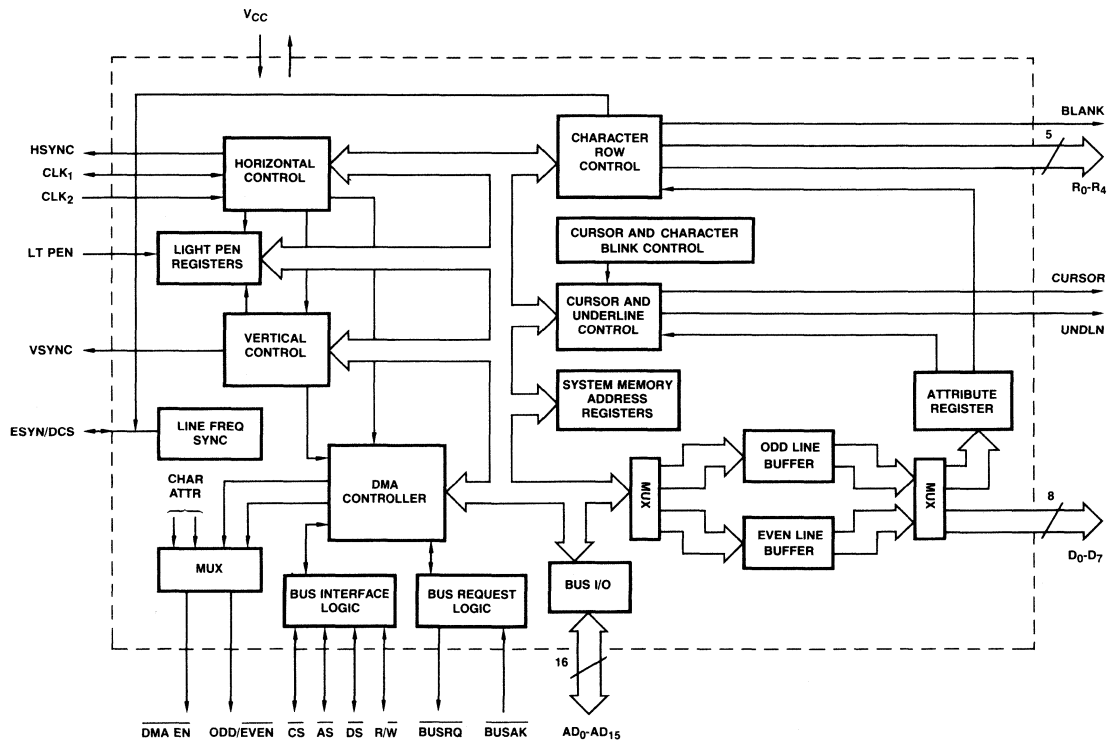 VCC
BLANK
5
R0-R4
HSYNC
CLK1
CLK2
HORIZONTAL
CONTROL
CHARACTER
ROW
CONTROL
LT PEN
LIGHT PEN
REGISTERS
CURSOR AND CHARACTER
BLINK CONTROL
CURSOR
UNDLN
CURSOR AND
UNDERLINE
CONTROL
VSYNC
VERTICAL
CONTROL
SYSTEM MEMORY
ADDRESS
REGISTERS
ATTRIBUTE
REGISTER
ESYN/DCS
LINE FREQ
SYNC
CHAR
ATTR
DMA
CONTROLLER
MUX
ODD LINE
BUFFER
MUX
EVEN LINE
BUFFER
8
D0-D7
MUX
BUS INTERFACE
LOGIC
BUS REQUEST
LOGIC
BUS I/O
16
DMA EN
ODD/EVEN
CS
AS
DS
R/W
BUSRQ
BUSAK
AD0-AD15